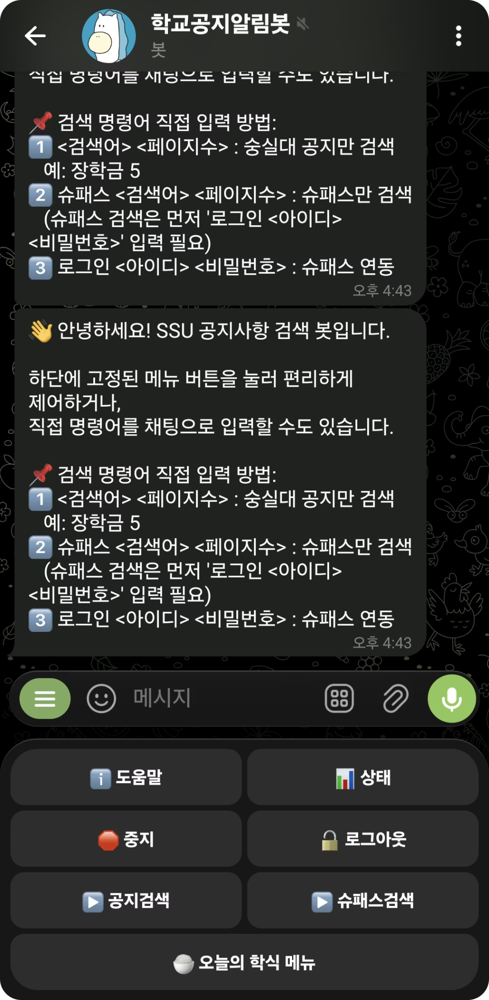 학교공지알림봇
봇
직접 명령어를 채팅으로 입력할 수도 있습니다.
📌 검색 명령어 직접 입력 방법:
1️⃣ <검색어> <페이지수> : 숭실대 공지만 검색
예: 장학금 5
2️⃣ 슈패스 <검색어> <페이지수> : 슈패스만 검색
(슈패스 검색은 먼저 '로그인 <아이디>
<비밀번호>' 입력 필요)
3️⃣ 로그인 <아이디> <비밀번호> : 슈패스 연동
오후 4:43
👋 안녕하세요! SSU 공지사항 검색 봇입니다.
하단에 고정된 메뉴 버튼을 눌러 편리하게
제어하거나,
직접 명령어를 채팅으로 입력할 수도 있습니다.
📌 검색 명령어 직접 입력 방법:
1️⃣ <검색어> <페이지수> : 숭실대 공지만 검색
예: 장학금 5
2️⃣ 슈패스 <검색어> <페이지수> : 슈패스만 검색
(슈패스 검색은 먼저 '로그인 <아이디>
<비밀번호>' 입력 필요)
3️⃣ 로그인 <아이디> <비밀번호> : 슈패스 연동
오후 4:43
메시지
ℹ️ 도움말
📊 상태
🛑 중지
🔓 로그아웃
▶️ 공지검색
▶️ 슈패스검색
🍚 오늘의 학식 메뉴